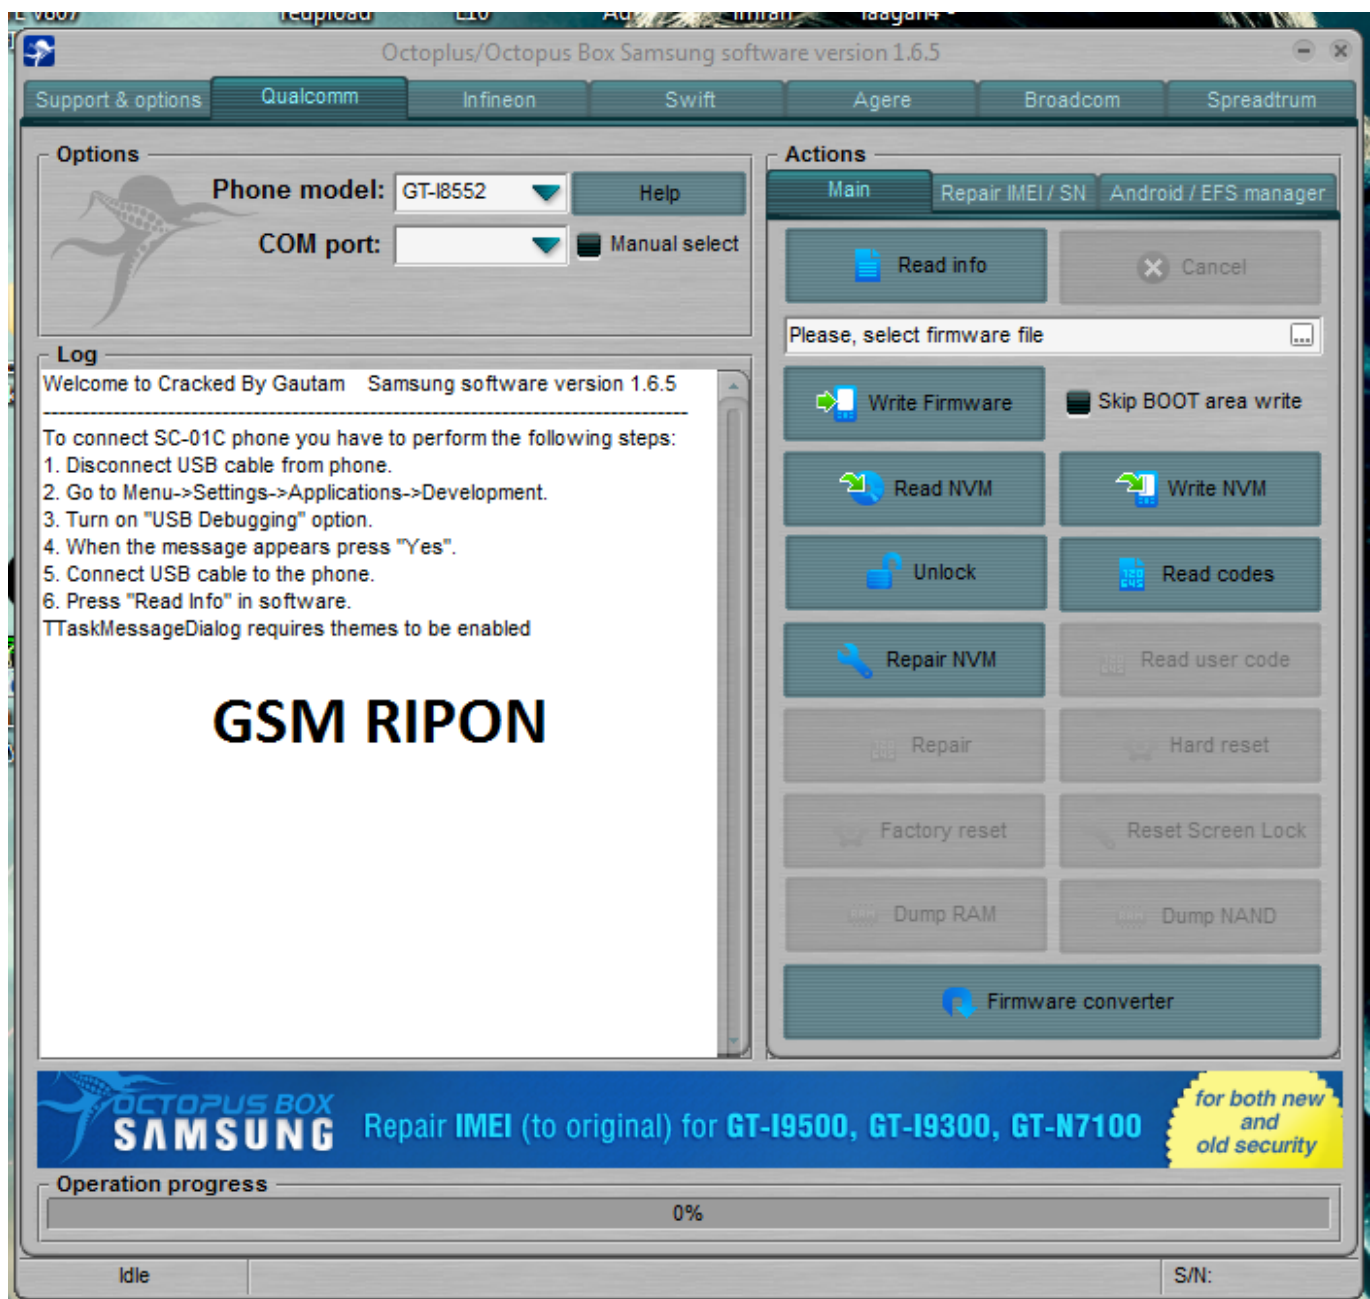 Octoplus/Octopus Box Samsung software version 1.6.5
Support & options
Qualcomm
Infineon
Swift
Agere
Broadcom
Spreadtrum
Options
Phone model:
GT-I8552
Help
COM port:
Manual select
Log
Welcome to Cracked By Gautam Samsung software version 1.6.5
--------------------------------------------------------------------------------
To connect SC-01C phone you have to perform the following steps:
1. Disconnect USB cable from phone.
2. Go to Menu->Settings->Applications->Development.
3. Turn on "USB Debugging" option.
4. When the message appears press "Yes".
5. Connect USB cable to the phone.
6. Press "Read Info" in software.
TTaskMessageDialog requires themes to be enabled
GSM RIPON
Actions
Main
Repair IMEI / SN
Android / EFS manager
Read info
Cancel
Please, select firmware file
...
Write Firmware
Skip BOOT area write
Read NVM
Write NVM
Unlock
Read codes
Repair NVM
Read user code
Repair
Hard reset
Factory reset
Reset Screen Lock
Dump RAM
Dump NAND
Firmware converter
OCTOPUS BOX
SAMSUNG
Repair IMEI (to original) for GT-I9500, GT-I9300, GT-N7100
for both new
and
old security
Operation progress
0%
Idle
S/N: